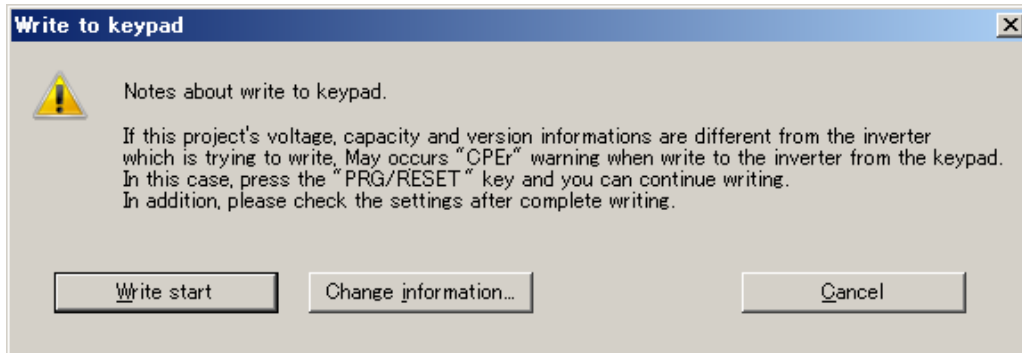 Write to keypad
Notes about write to keypad.
If this project's voltage, capacity and version informations are different from the inverter
which is trying to write, May occurs "CPEr" warning when write to the inverter from the keypad.
In this case, press the "PRG/RESET" key and you can continue writing.
In addition, please check the settings after complete writing.
Write start
Change information...
Cancel